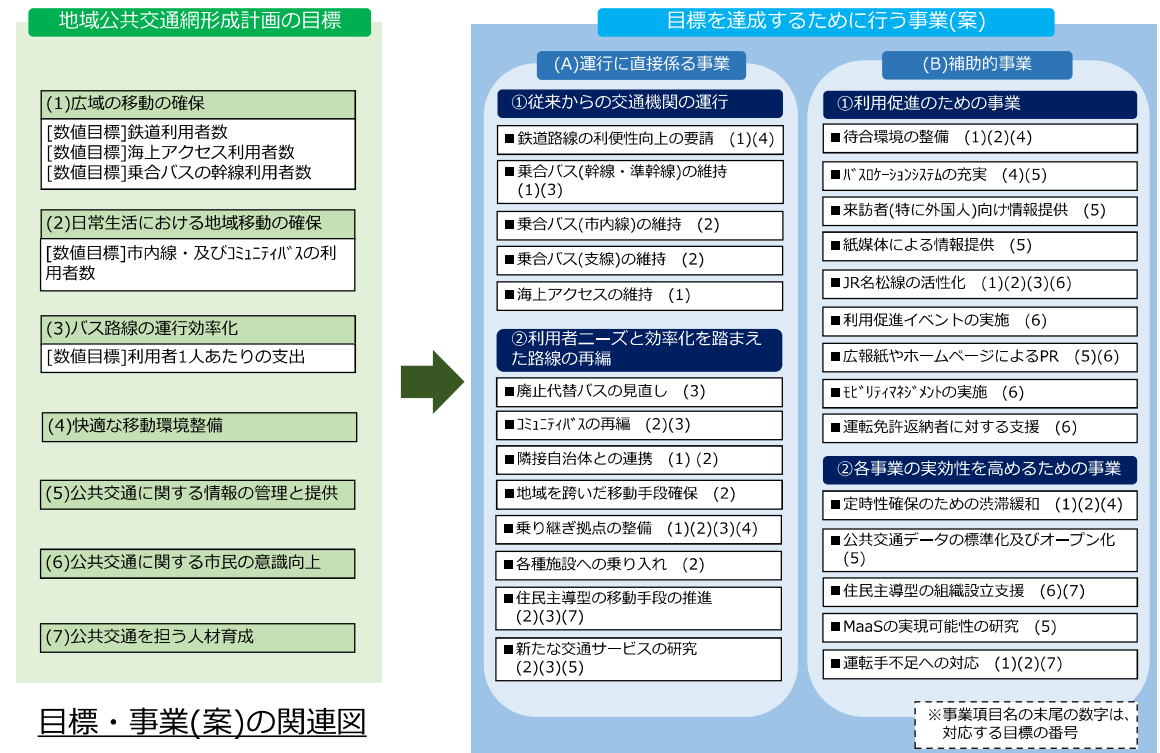 地域公共交通網形成計画の目標
(1)広域の移動の確保
[数値目標]鉄道利用者数
[数値目標]海上アクセス利用者数
[数値目標]乗合バスの幹線利用者数
(2)日常生活における地域移動の確保
[数値目標]市内線・及びｺﾐｭﾆﾃｨﾊﾞｽの利
用者数
(3)バス路線の運行効率化
[数値目標]利用者1人あたりの支出
(4)快適な移動環境整備
(5)公共交通に関する情報の管理と提供
(6)公共交通に関する市民の意識向上
(7)公共交通を担う人材育成
目標・事業(案)の関連図
目標を達成するために行う事業(案)
(A)運行に直接係る事業
①従来からの交通機関の運行
■鉄道路線の利便性向上の要請 (1)(4)
■乗合バス(幹線・準幹線)の維持
(1)(3)
■乗合バス(市内線)の維持 (2)
■乗合バス(支線)の維持 (2)
■海上アクセスの維持 (1)
②利用者ニーズと効率化を踏まえ
た路線の再編
■廃止代替バスの見直し (3)
■ｺﾐｭﾆﾃｨﾊﾞｽの再編 (2)(3)
■隣接自治体との連携 (1) (2)
■地域を跨いだ移動手段確保 (2)
■乗り継ぎ拠点の整備 (1)(2)(3)(4)
■各種施設への乗り入れ (2)
■住民主導型の移動手段の推進
(2)(3)(7)
■新たな交通サービスの研究
(2)(3)(5)
(B)補助的事業
①利用促進のための事業
■待合環境の整備 (1)(2)(4)
■ﾊﾞｽﾛｹｰｼｮﾝｼｽﾃﾑの充実 (4)(5)
■来訪者(特に外国人)向け情報提供 (5)
■紙媒体による情報提供 (5)
■JR名松線の活性化 (1)(2)(3)(6)
■利用促進イベントの実施 (6)
■広報紙やホームページによるPR (5)(6)
■ﾓﾋﾞﾘﾃｨﾏﾈｼﾞﾒﾝﾄの実施 (6)
■運転免許返納者に対する支援 (6)
②各事業の実効性を高めるための事業
■定時性確保のための渋滞緩和 (1)(2)(4)
■公共交通データの標準化及びオープン化
(5)
■住民主導型の組織設立支援 (6)(7)
■MaaSの実現可能性の研究 (5)
■運転手不足への対応 (1)(2)(7)
※事業項目名の末尾の数字は、
対応する目標の番号